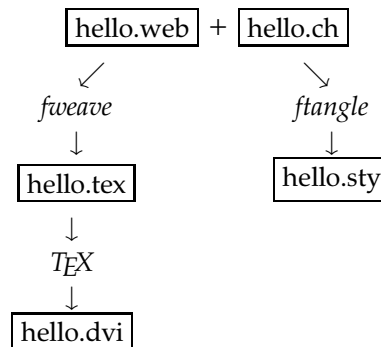 hello.web + hello.ch
fweave ftangle
hello.tex hello.sty
TEX
hello.dvi